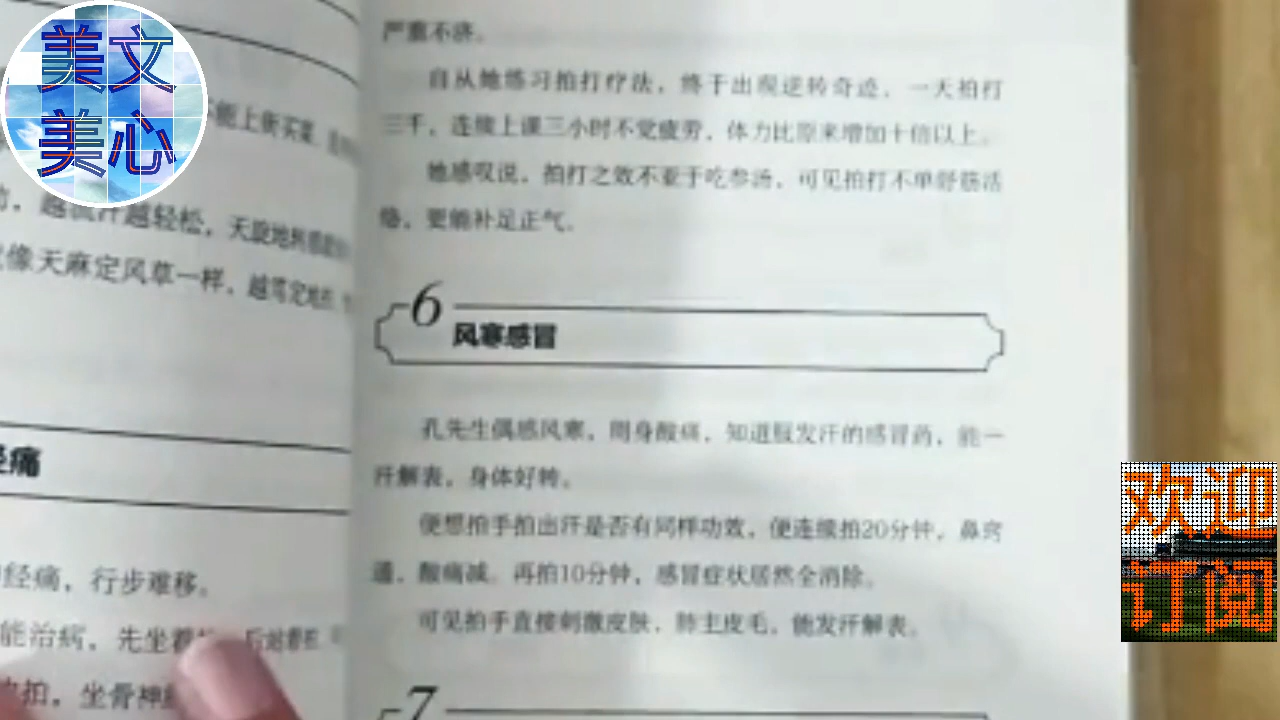 美文
美心
能上街买菜
越流汗越轻松，天旋地转
像天麻定风草一样，越笃定
痛
经痛，行步难移。
能治病，先坐着
拍，坐骨神
严重不济。
自从她练习拍打疗法，终于出现逆转奇迹，一天拍打
三千，连续上课三小时不觉疲劳，体力比原来增加十倍以上。
她感叹说，拍打之效不亚于吃参汤，可见拍打不单舒筋活
络，更能补足正气。
6
风寒感冒
孔先生偶感风寒，周身酸痛，知道服发汗的感冒药，能一
汗解表，身体好转。
便想拍手拍出汗是否有同样功效，便连续拍20分钟，鼻窍
通，酸痛减。再拍10分钟，感冒症状居然全消除。
可见拍手直接刺激皮肤，肺主皮毛，能发汗解表。
7
欢迎
订阅